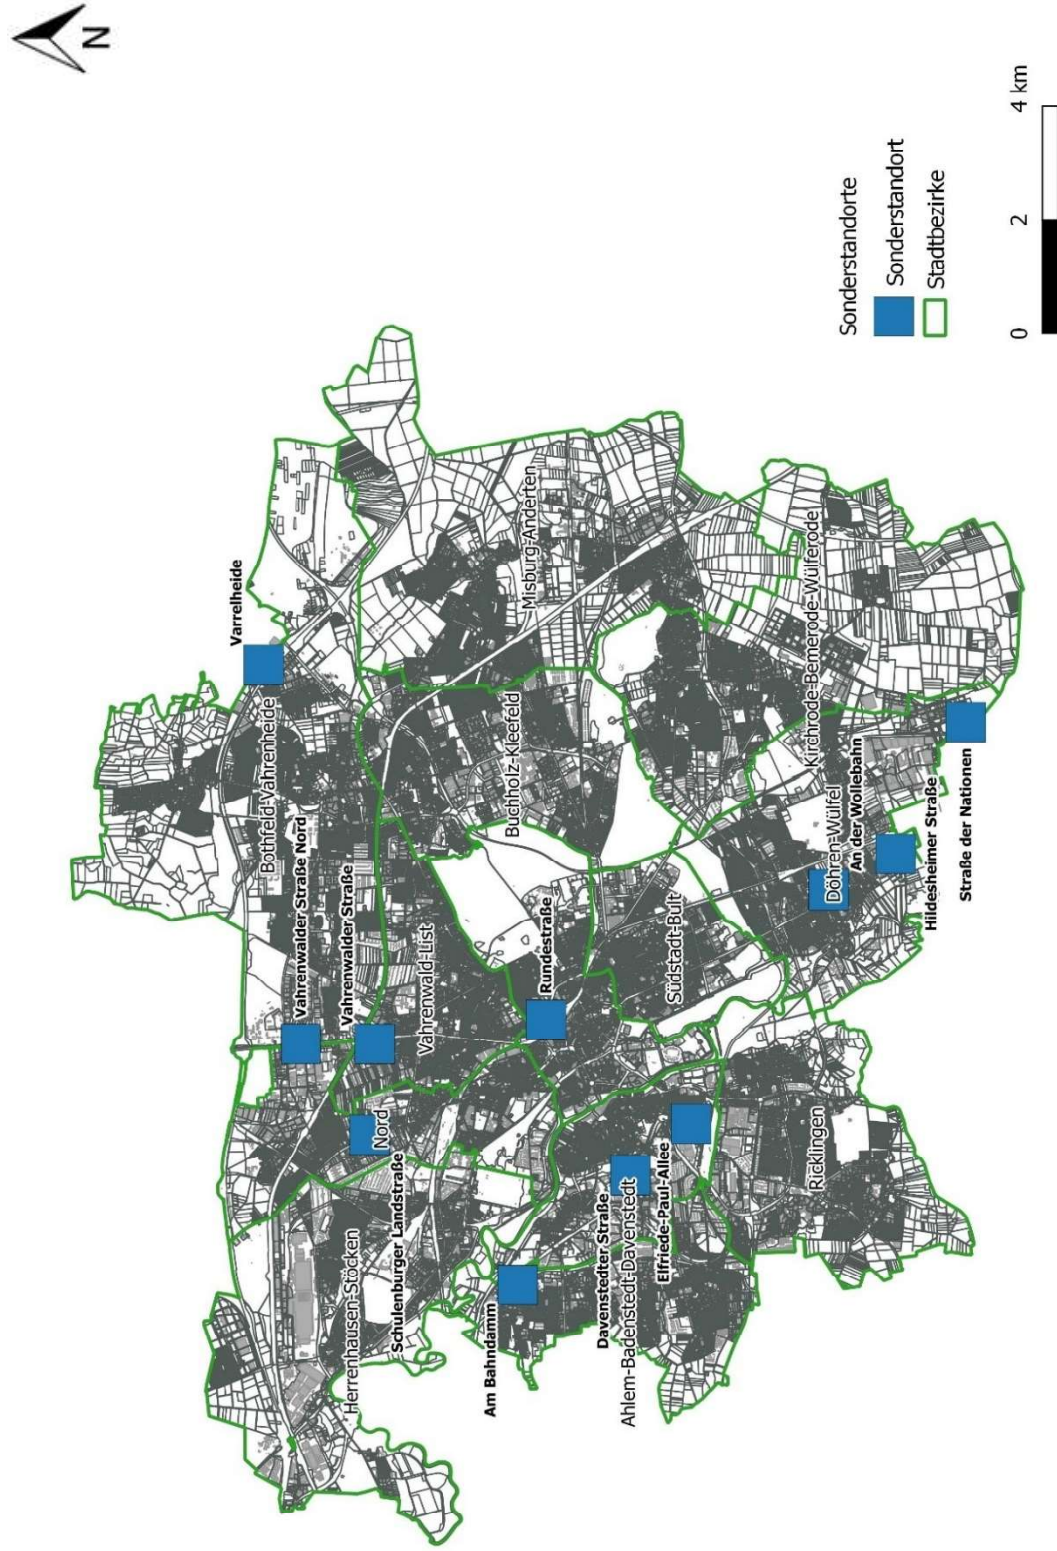 N
Varrelheide
Bothfeld-Vahrenheide
Vahrenwalder Straße Nord
Vahrenwalder Straße
Vahrenwald-List
Nord
Schulenburger Landstraße
Herrenhausen-Stöcken
Misburg-Anderten
Buchholz-Kleefeld
Rundestraße
Am Bahndamm
Davenstedter Straße
Ahlem-Badenstedt-Davenstedt
Elfriede-Paul-Allee
Südstadt-Bult
Ricklingen
Kirchrode-Bemerode-Wülferode
Döhren-Wülfel
An der Wollebahn
Hildesheimer Straße
Straße der Nationen
Sonderstandorte
Sonderstandort
Stadtbezirke
0 2 4 km